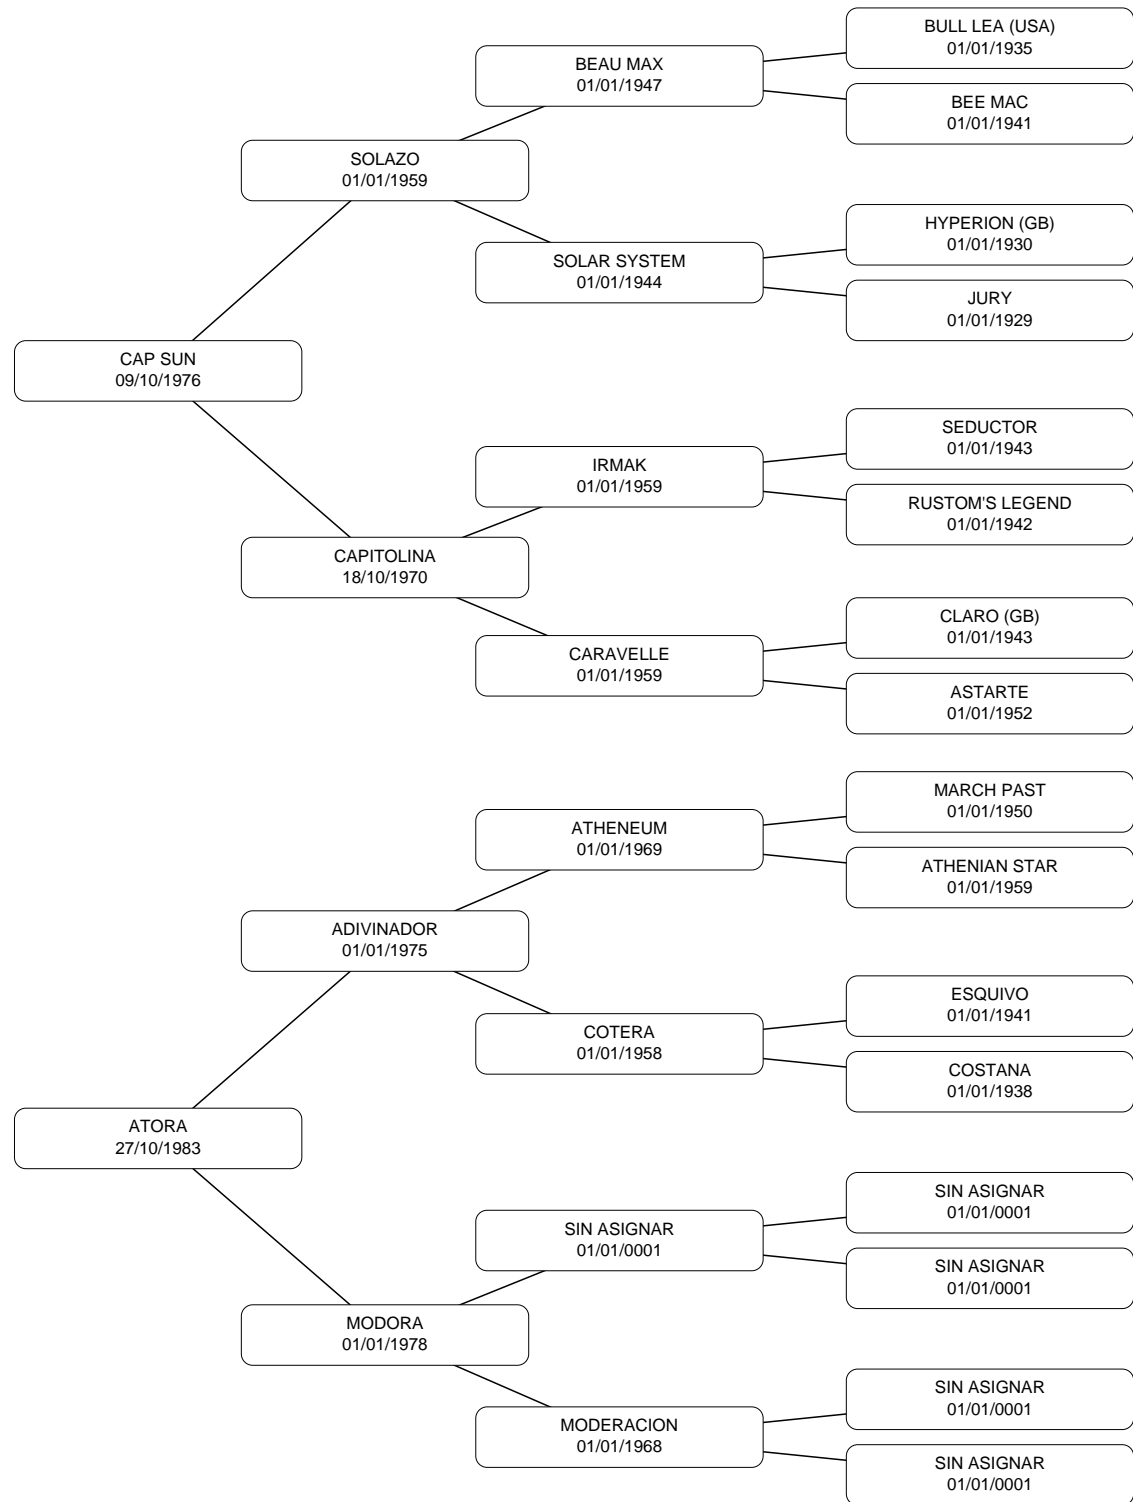 BULL LEA (USA)
01/01/1935
BEAU MAX
01/01/1947
BEE MAC
01/01/1941
SOLAZO
01/01/1959
HYPERION (GB)
01/01/1930
SOLAR SYSTEM
01/01/1944
JURY
01/01/1929
CAP SUN
09/10/1976
SEDUCTOR
01/01/1943
IRMAK
01/01/1959
RUSTOM'S LEGEND
01/01/1942
CAPITOLINA
18/10/1970
CLARO (GB)
01/01/1943
CARAVELLE
01/01/1959
ASTARTE
01/01/1952
MARCH PAST
01/01/1950
ATHENEUM
01/01/1969
ATHENIAN STAR
01/01/1959
ADIVINADOR
01/01/1975
ESQUIVO
01/01/1941
COTERA
01/01/1958
COSTANA
01/01/1938
ATORA
27/10/1983
SIN ASIGNAR
01/01/0001
SIN ASIGNAR
01/01/0001
SIN ASIGNAR
01/01/0001
MODORA
01/01/1978
SIN ASIGNAR
01/01/0001
MODERACION
01/01/1968
SIN ASIGNAR
01/01/0001